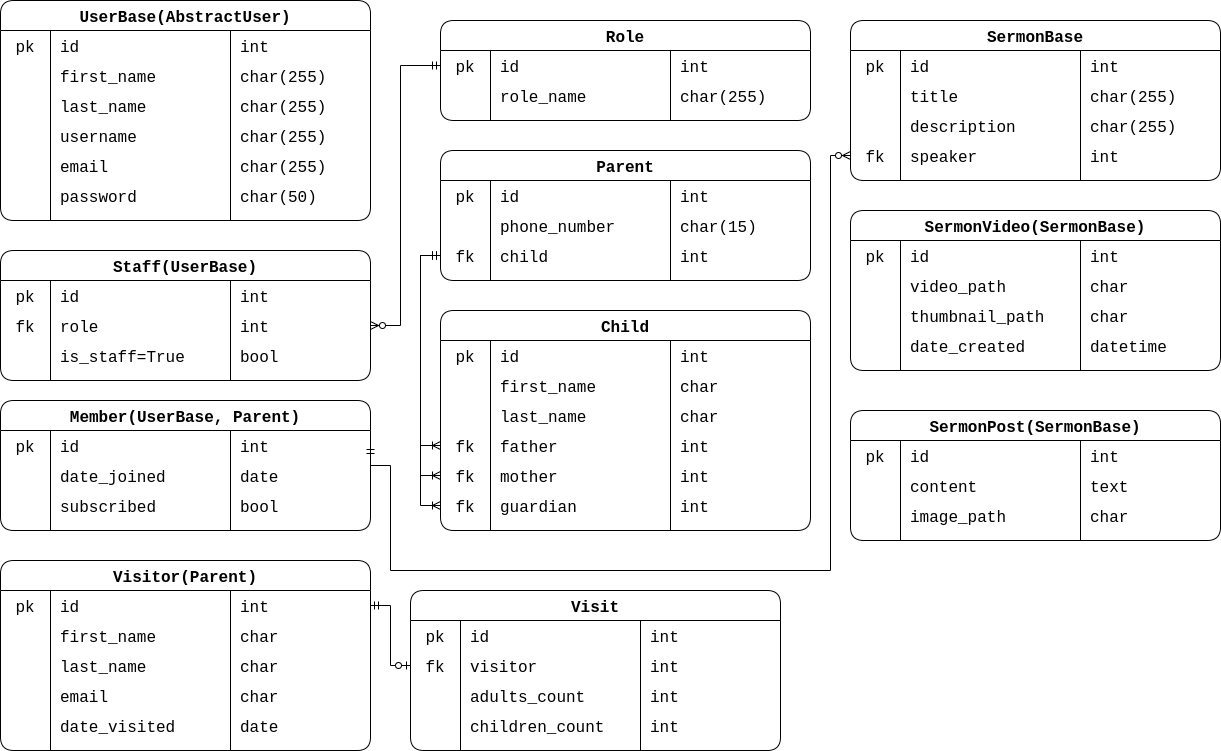 UserBase(AbstractUser)
pk id int
first_name char(255)
last_name char(255)
username char(255)
email char(255)
password char(50)
Staff(UserBase)
pk id int
fk role int
is_staff=True bool
Member(UserBase, Parent)
pk id int
date_joined date
subscribed bool
Visitor(Parent)
pk id int
first_name char
last_name char
email char
date_visited date
Role
pk id int
role_name char(255)
Parent
pk id int
phone_number char(15)
fk child int
Child
pk id int
first_name char
last_name char
fk father int
fk mother int
fk guardian int
Visit
pk id int
fk visitor int
adults_count int
children_count int
SermonBase
pk id int
title char(255)
description char(255)
fk speaker int
SermonVideo(SermonBase)
pk id int
video_path char
thumbnail_path char
date_created datetime
SermonPost(SermonBase)
pk id int
content text
image_path char